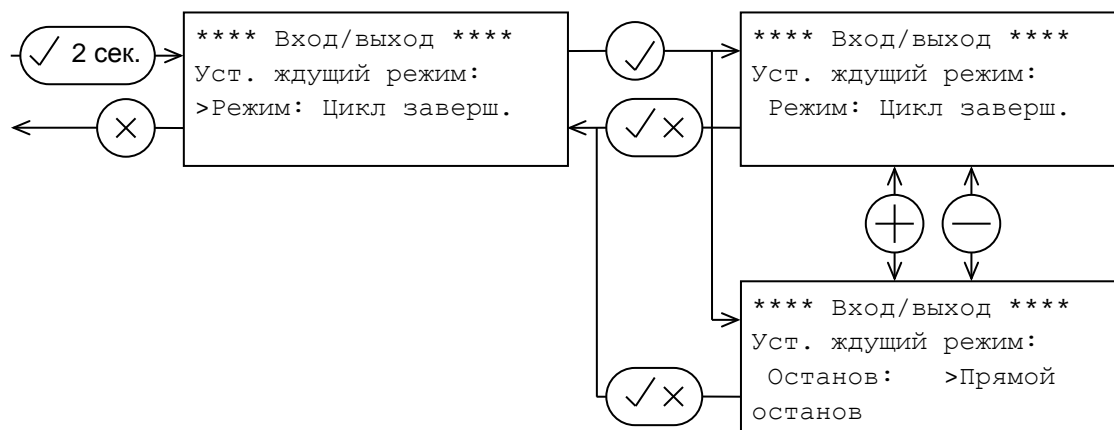 2 сек.
**** Вход/выход ****
Уст. ждущий режим:
>Режим: Цикл заверш.
**** Вход/выход ****
Уст. ждущий режим:
Режим: Цикл заверш.
**** Вход/выход ****
Уст. ждущий режим:
Останов: >Прямой
останов